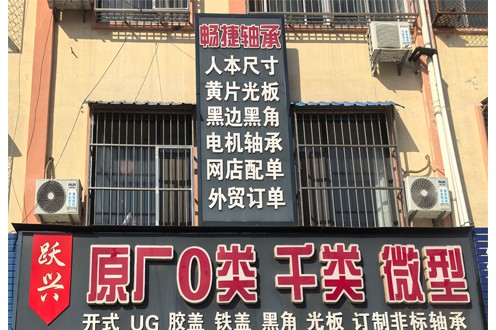 畅捷轴承
人本尺寸
黄片光板
黑边黑角
电机轴承
网店配单
外贸订单
跃兴
原厂0类 千类 微型
开式 UG 胶盖 铁盖 黑角 光板 订制非标轴承